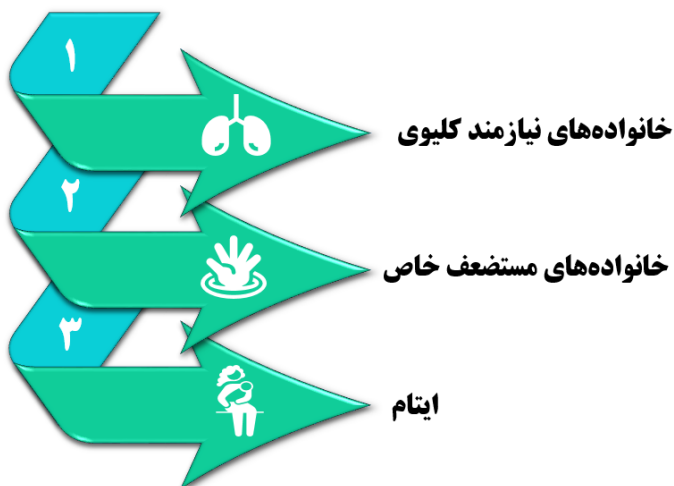 ۱
خانواده‌های نیازمند کلیوی
۲
خانواده‌های مستضعف خاص
۳
ایتام